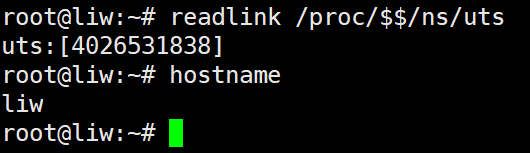 root@liw:~# readlink /proc/$$/ns/uts
uts:[4026531838]
root@liw:~# hostname
liw
root@liw:~#